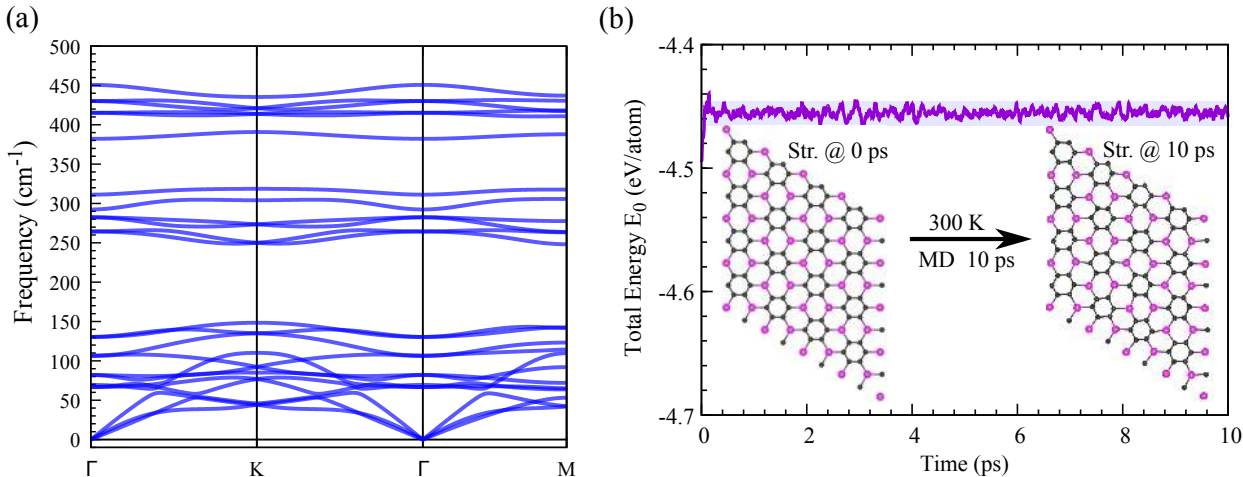 (a)
Frequency (cm-1)
500
450
400
350
300
250
200
150
100
50
0
Γ K Γ M
(b)
Total Energy E0 (eV/atom)
-4.4
-4.5
-4.6
-4.7
Str. @ 0 ps
Str. @ 10 ps
300 K
MD 10 ps
0 2 4 6 8 10
Time (ps)